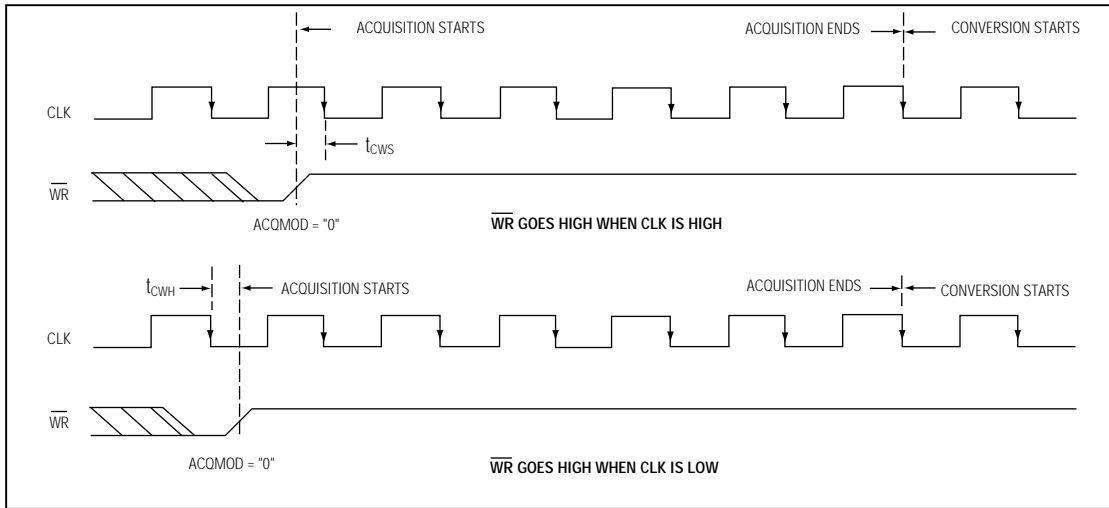 ACQUISITION STARTS
ACQUISITION ENDS
CONVERSION STARTS
CLK
tCWS
WR
ACQMOD = "0"
WR GOES HIGH WHEN CLK IS HIGH
tCWH
ACQUISITION STARTS
ACQUISITION ENDS
CONVERSION STARTS
CLK
WR
ACQMOD = "0"
WR GOES HIGH WHEN CLK IS LOW